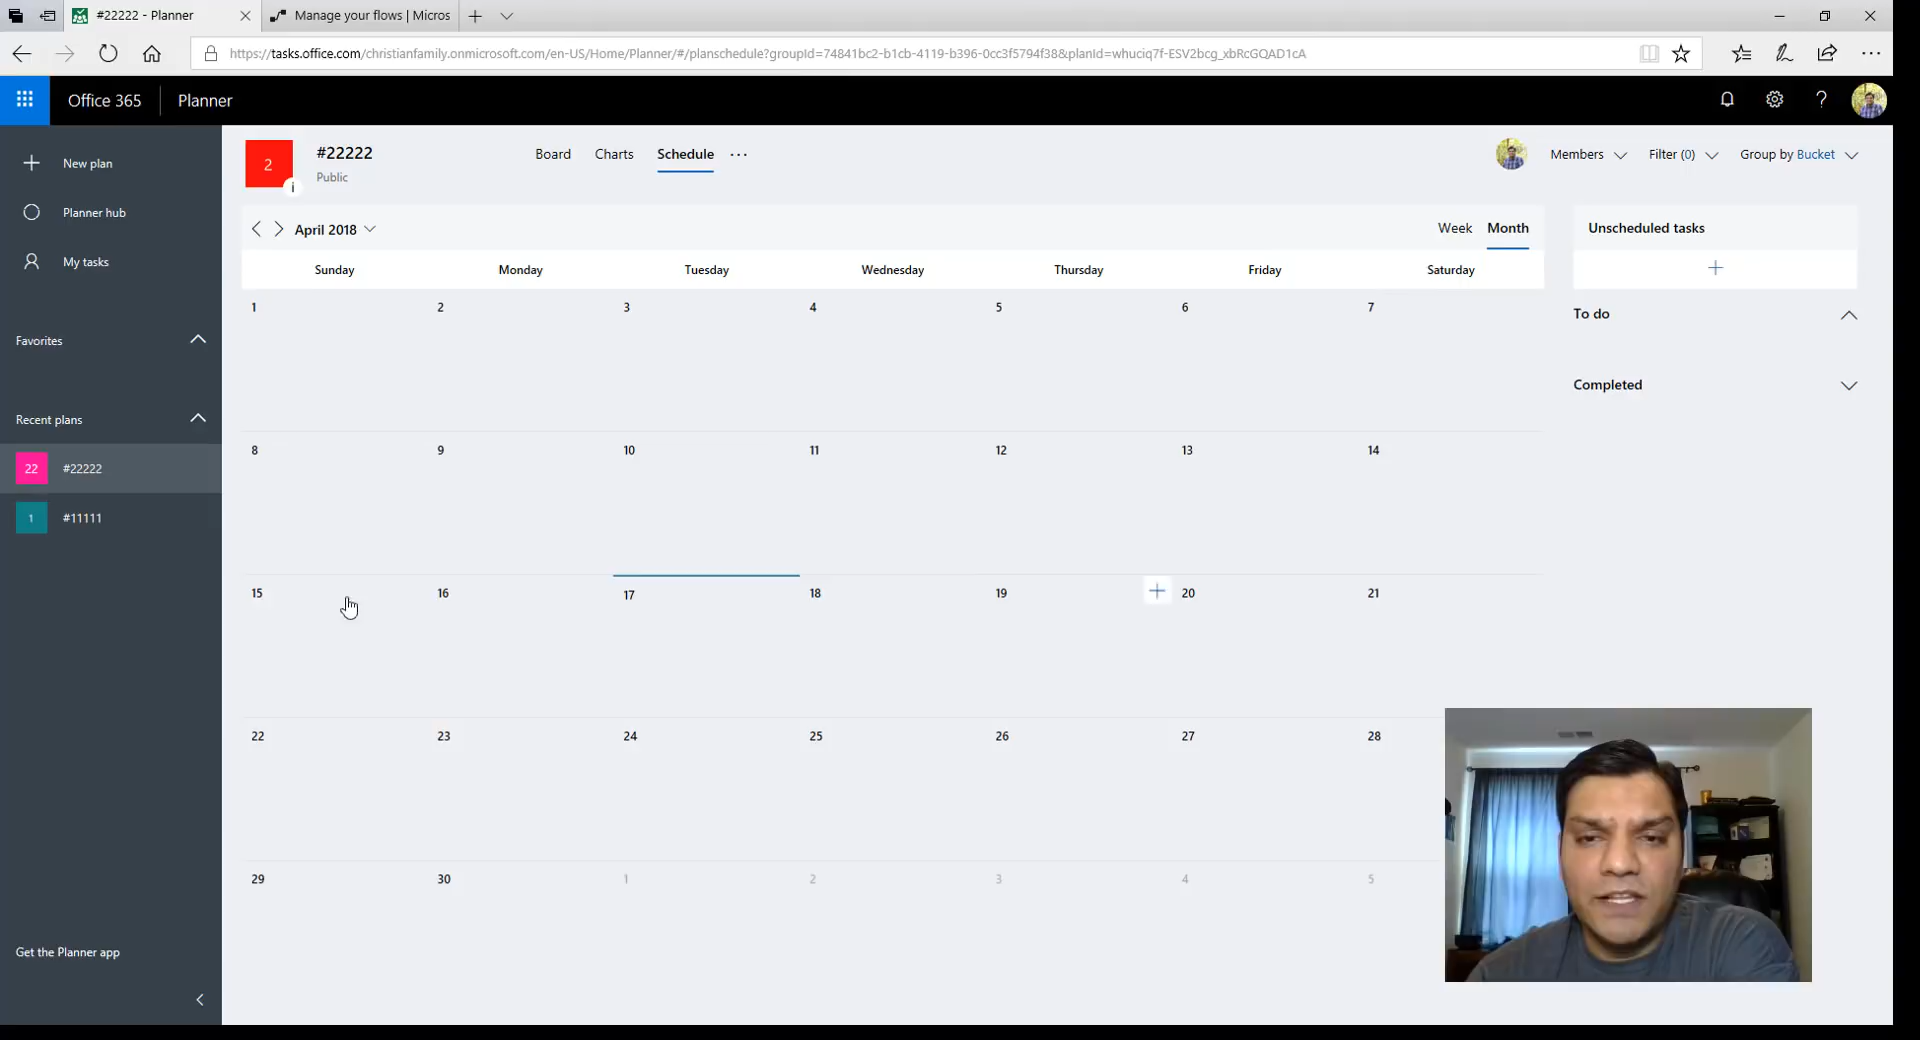 #22222 - Planner
Manage your flows | Micros
https://tasks.office.com/christianfamily.onmicrosoft.com/en-US/Home/Planner/#/planschedule?groupId=74841bc2-b1cb-4119-b396-0cc3f5794f38&planId=whuciq7f-ESV2bcg_xbRcGQAD1cA
Office 365
Planner
New plan
Planner hub
My tasks
Favorites
Recent plans
22 #22222
1 #11111
Get the Planner app
2
i
#22222
Public
Board Charts Schedule
Members Filter (0) Group by Bucket
April 2018
Week Month
Sunday Monday Tuesday Wednesday Thursday Friday Saturday
1 2 3 4 5 6 7
8 9 10 11 12 13 14
15 16 17 18 19 20 21
22 23 24 25 26 27 28
29 30 1 2 3 4 5
Unscheduled tasks
To do
Completed